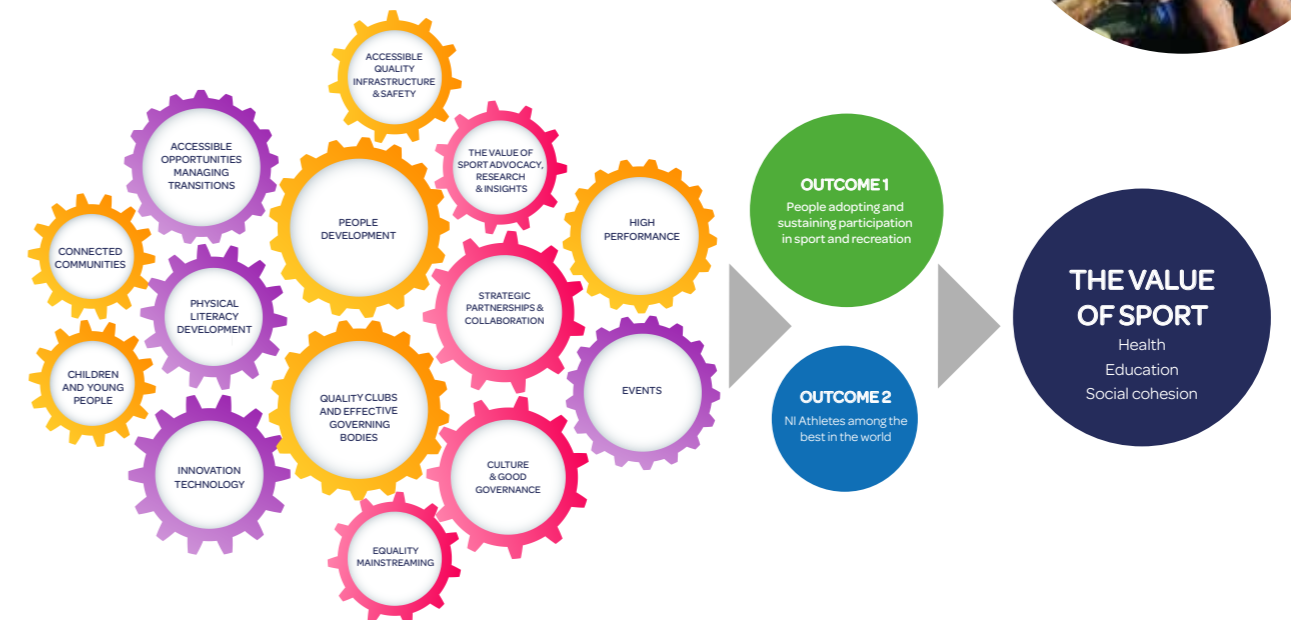 ACCESSIBLE
QUALITY
INFRASTRUCTURE
& SAFETY
ACCESSIBLE
OPPORTUNITIES
MANAGING
TRANSITIONS
THE VALUE OF
SPORT ADVOCACY,
RESEARCH
& INSIGHTS
PEOPLE
DEVELOPMENT
HIGH
PERFORMANCE
CONNECTED
COMMUNITIES
PHYSICAL
LITERACY
DEVELOPMENT
STRATEGIC
PARTNERSHIPS &
COLLABORATION
CHILDREN
AND YOUNG
PEOPLE
QUALITY CLUBS
AND EFFECTIVE
GOVERNING
BODIES
EVENTS
INNOVATION
TECHNOLOGY
CULTURE
& GOOD
GOVERNANCE
EQUALITY
MAINSTREAMING
OUTCOME 1
People adopting and
sustaining participation
in sport and recreation
OUTCOME 2
NI Athletes among the
best in the world
THE VALUE
OF SPORT
Health
Education
Social cohesion